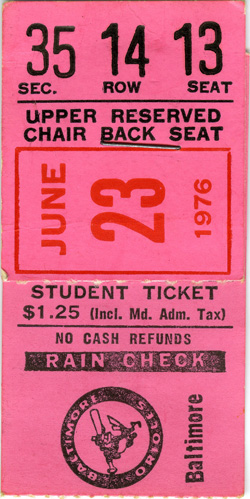 35 14 13
SEC. ROW SEAT
UPPER RESERVED
CHAIR BACK SEAT
JUNE
23
1976
STUDENT TICKET
$1.25 (Incl. Md. Adm. Tax)
NO CASH REFUNDS
RAIN CHECK
BALTIMORE ORIOLES
Baltimore